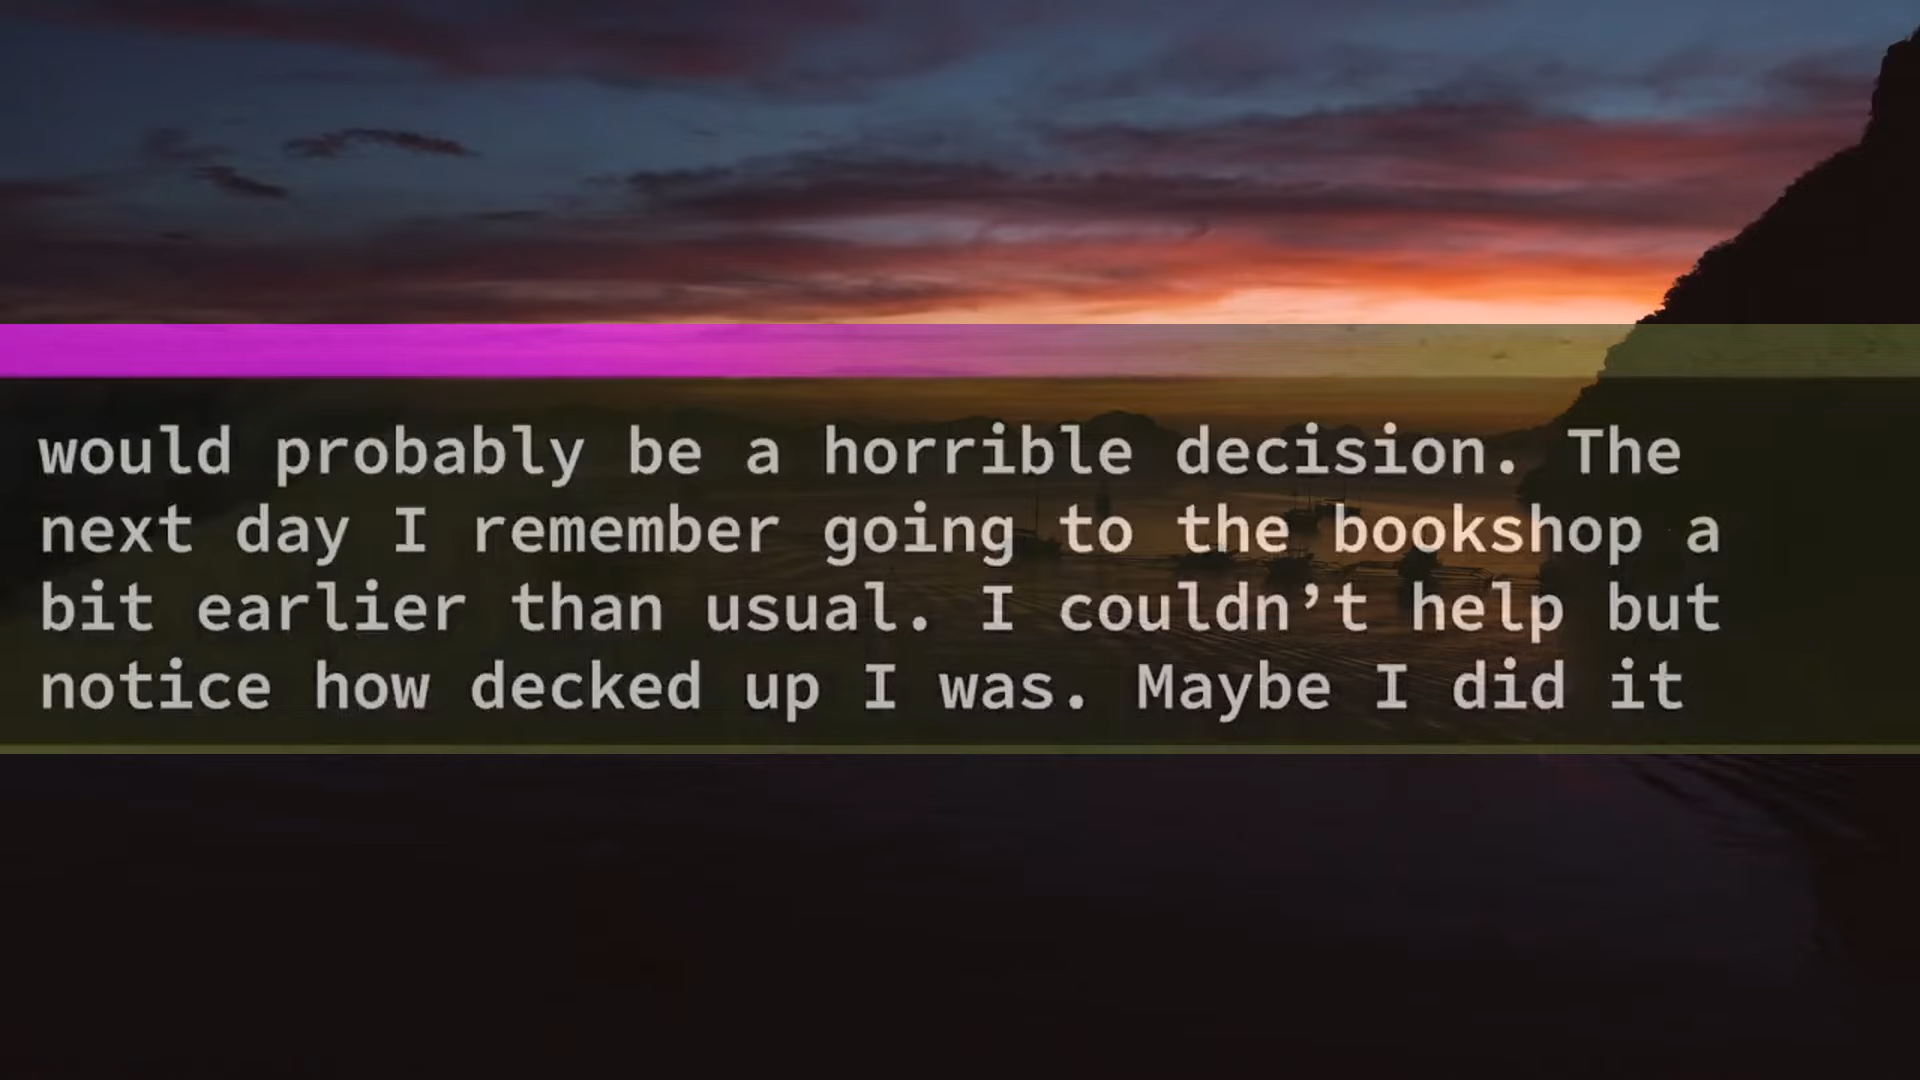 would probably be a horrible decision. The
next day I remember going to the bookshop a
bit earlier than usual. I couldn’t help but
notice how decked up I was. Maybe I did it